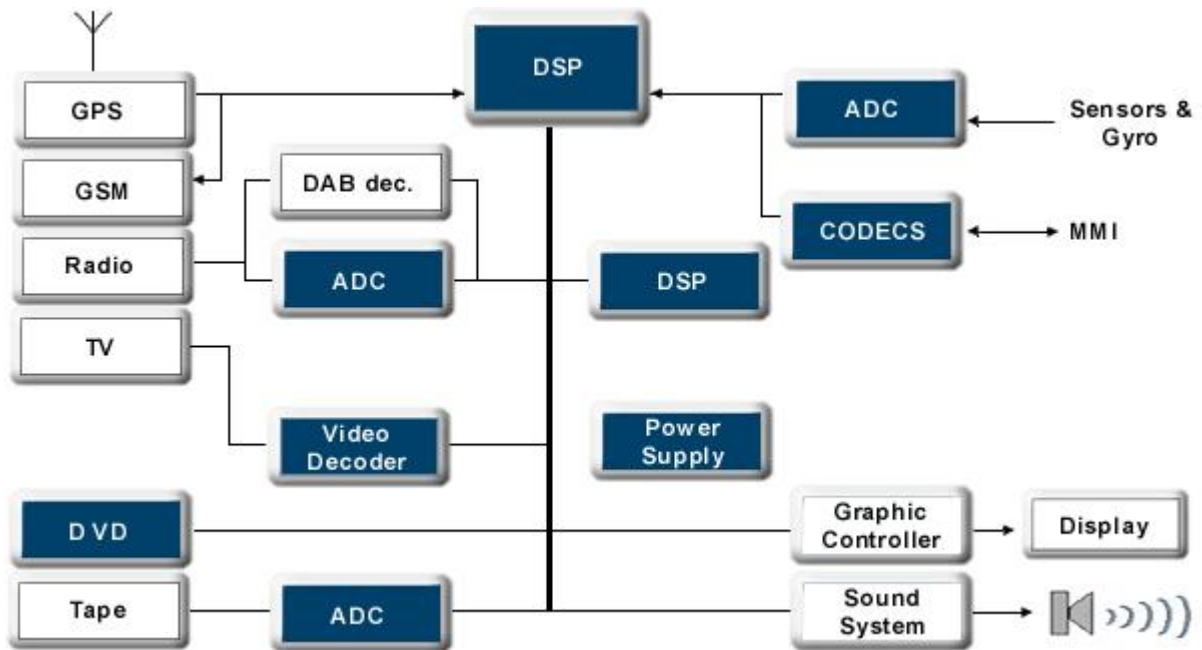 DSP
GPS
ADC
Sensors &
Gyro
GSM
DAB dec.
CODECS
MMI
Radio
ADC
DSP
TV
Video
Decoder
Power
Supply
DVD
Graphic
Controller
Display
Tape
ADC
Sound
System